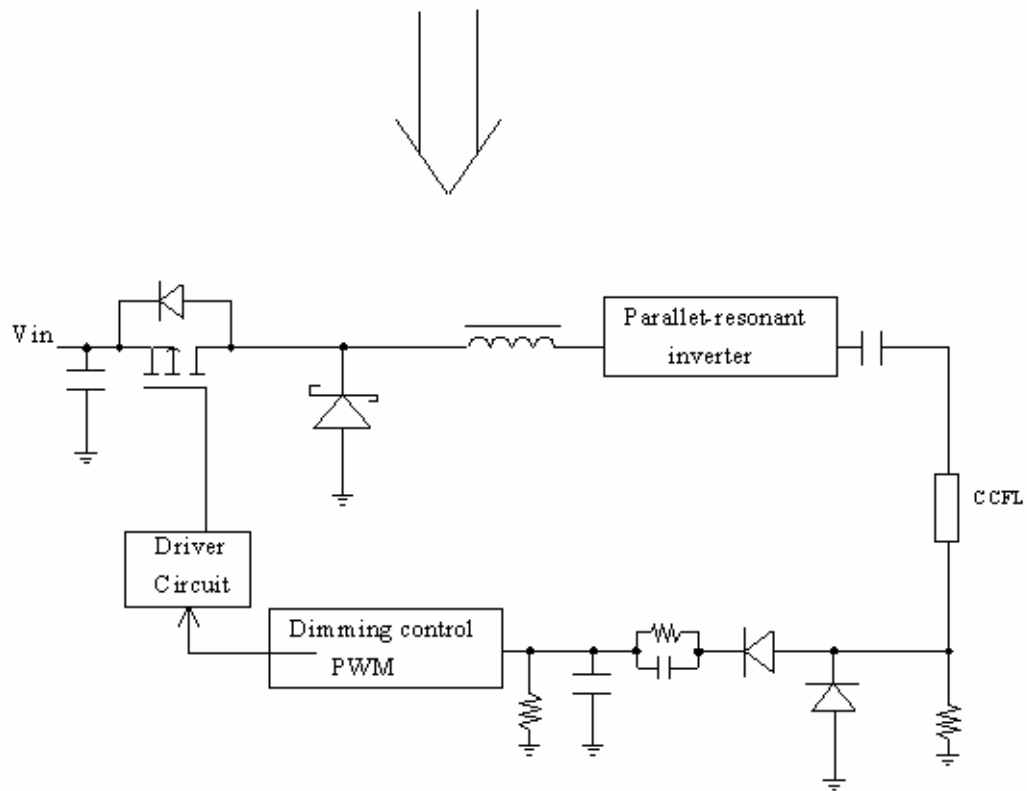 Vin
Parallet-resonant
inverter
CCFL
Driver
Circuit
Dimming control
PWM